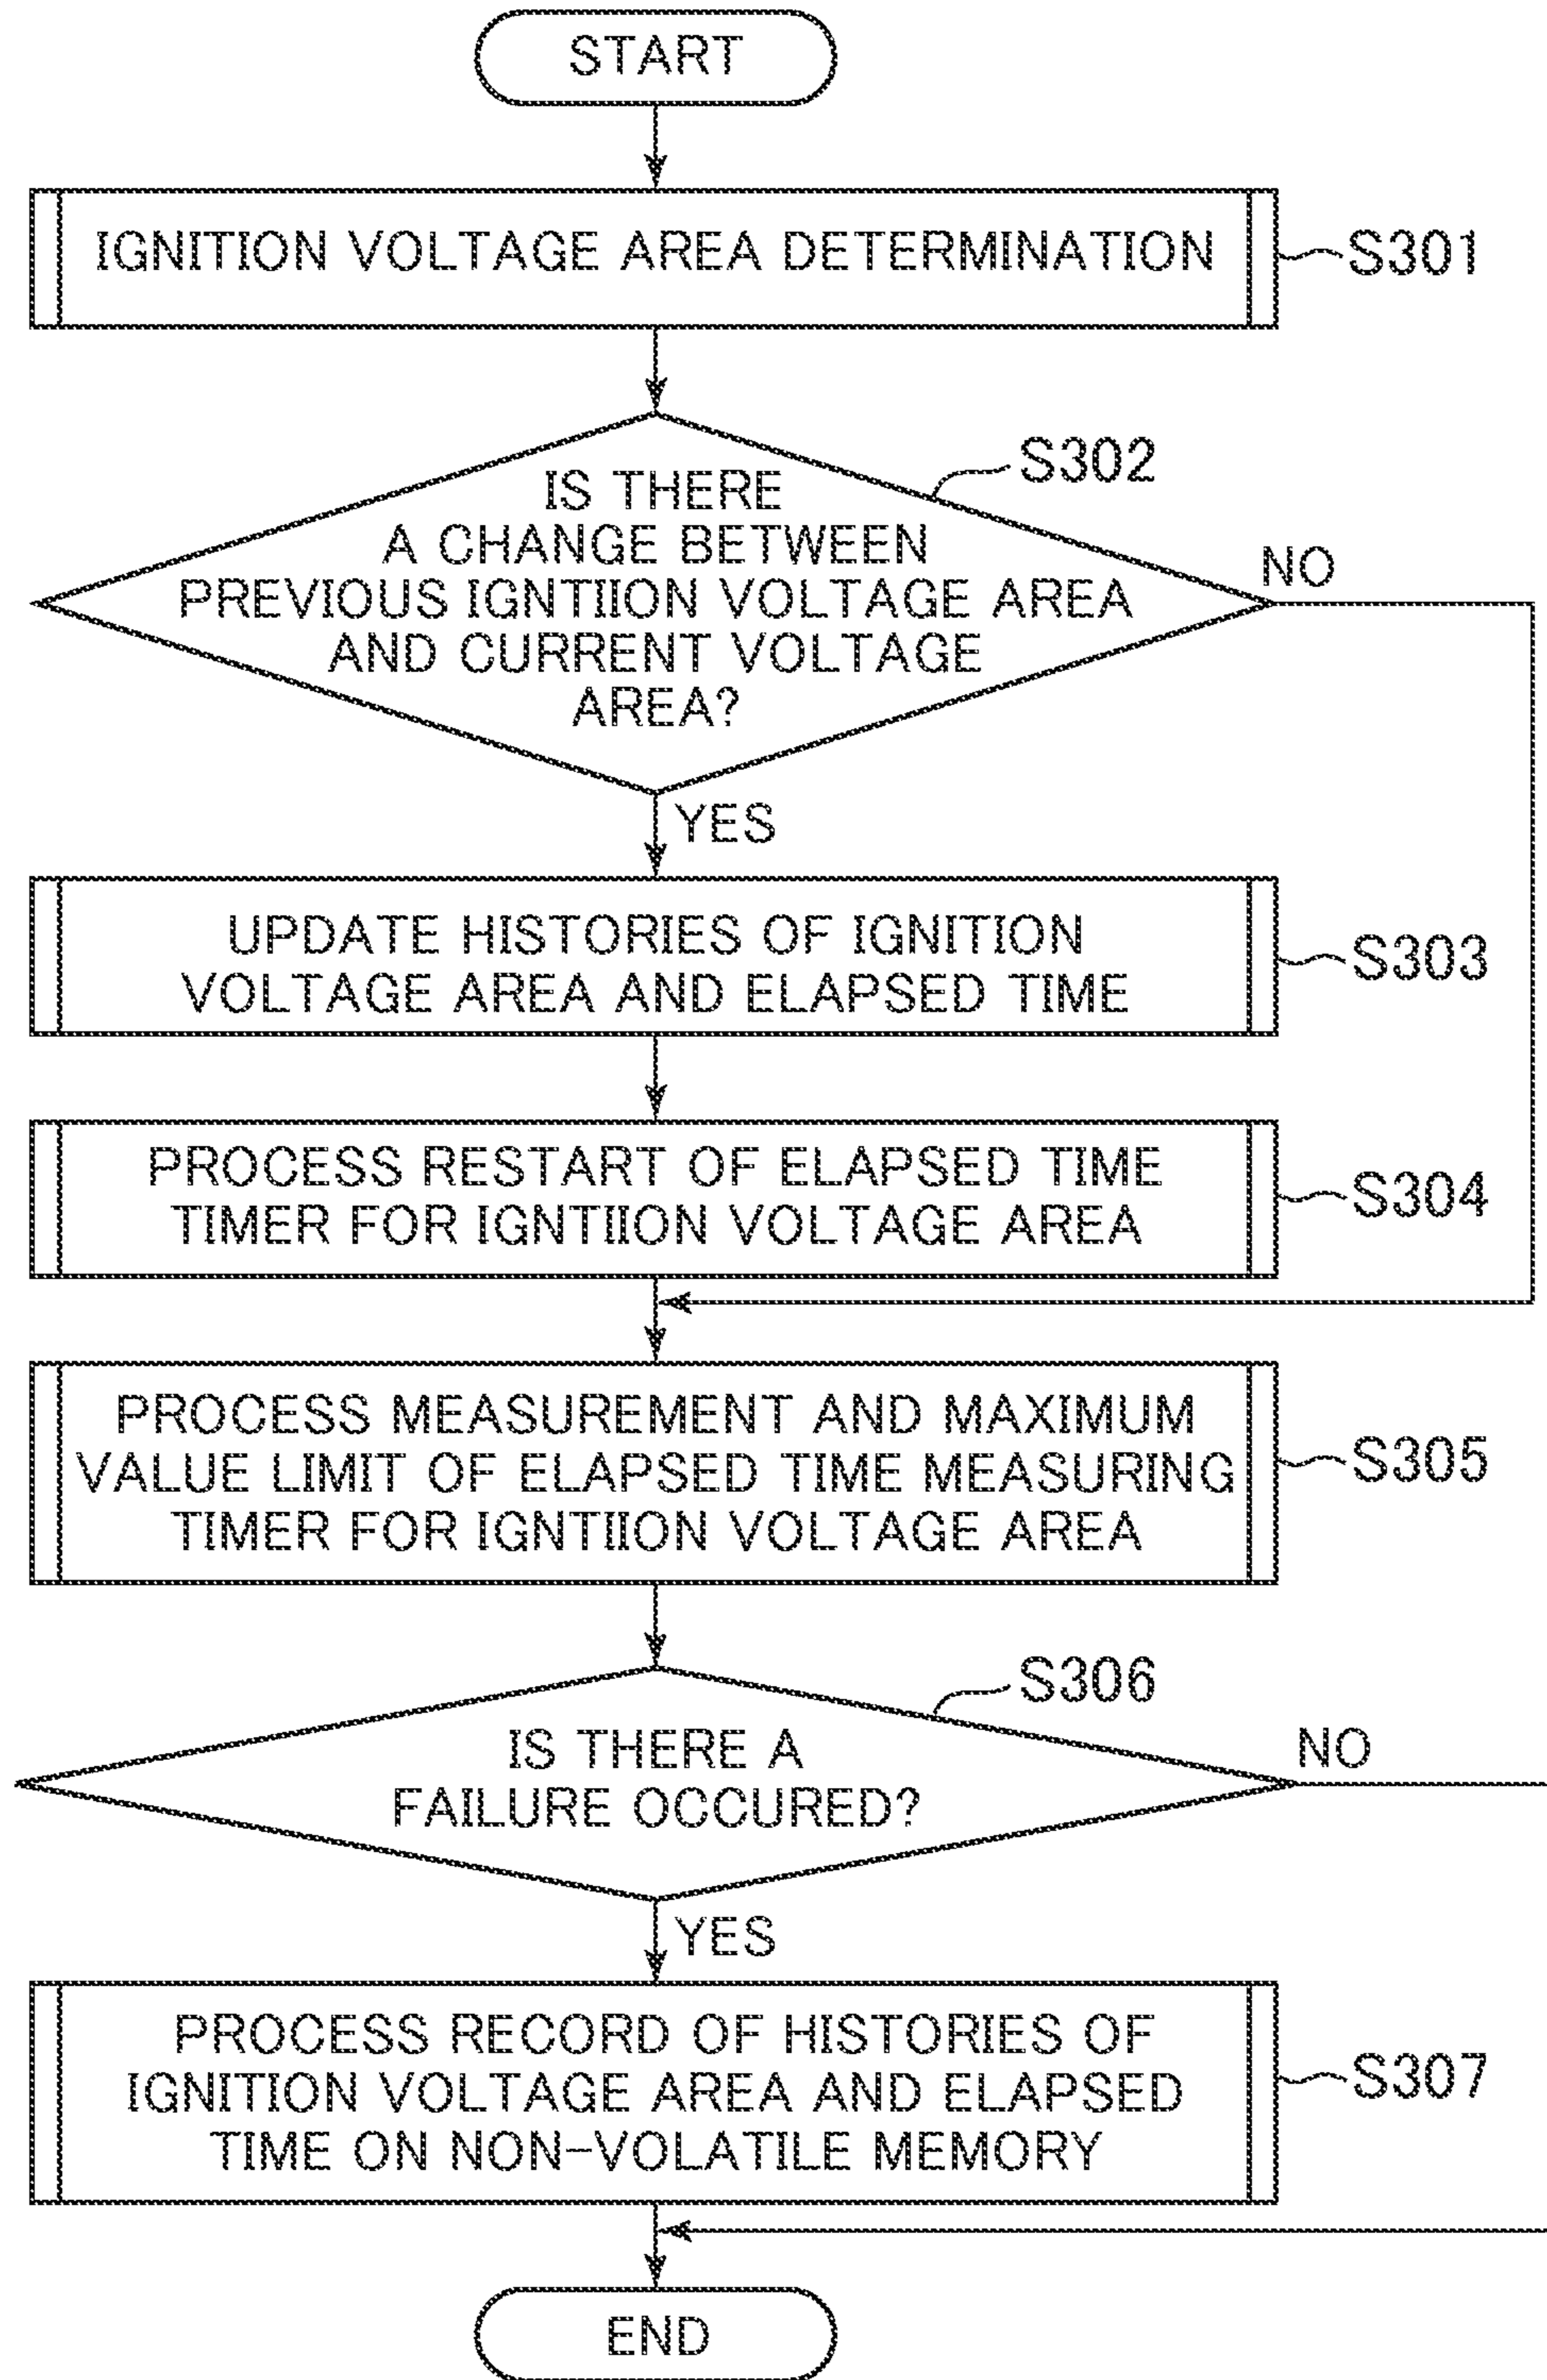 START
IGNITION VOLTAGE AREA DETERMINATION
S301
S302
IS THERE
A CHANGE BETWEEN
PREVIOUS IGNTIION VOLTAGE AREA
AND CURRENT VOLTAGE
AREA?
NO
YES
UPDATE HISTORIES OF IGNITION
VOLTAGE AREA AND ELAPSED TIME
S303
PROCESS RESTART OF ELAPSED TIME
TIMER FOR IGNTIION VOLTAGE AREA
S304
PROCESS MEASUREMENT AND MAXIMUM
VALUE LIMIT OF ELAPSED TIME MEASURING
TIMER FOR IGNTIION VOLTAGE AREA
S305
S306
IS THERE A
FAILURE OCCURED?
NO
YES
PROCESS RECORD OF HISTORIES OF
IGNITION VOLTAGE AREA AND ELAPSED
TIME ON NON-VOLATILE MEMORY
S307
END